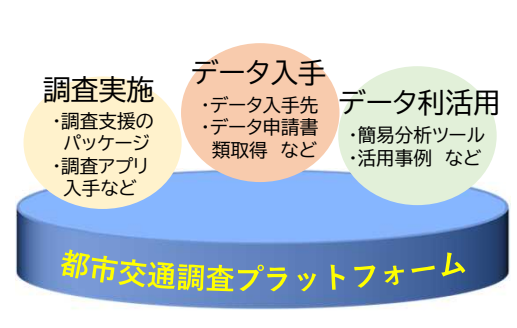 調査実施
・調査支援の
パッケージ
・調査アプリ
入手など
データ入手
・データ入手先
・データ申請書
類取得 など
データ利活用
・簡易分析ツール
・活用事例 など
都市交通調査プラットフォーム